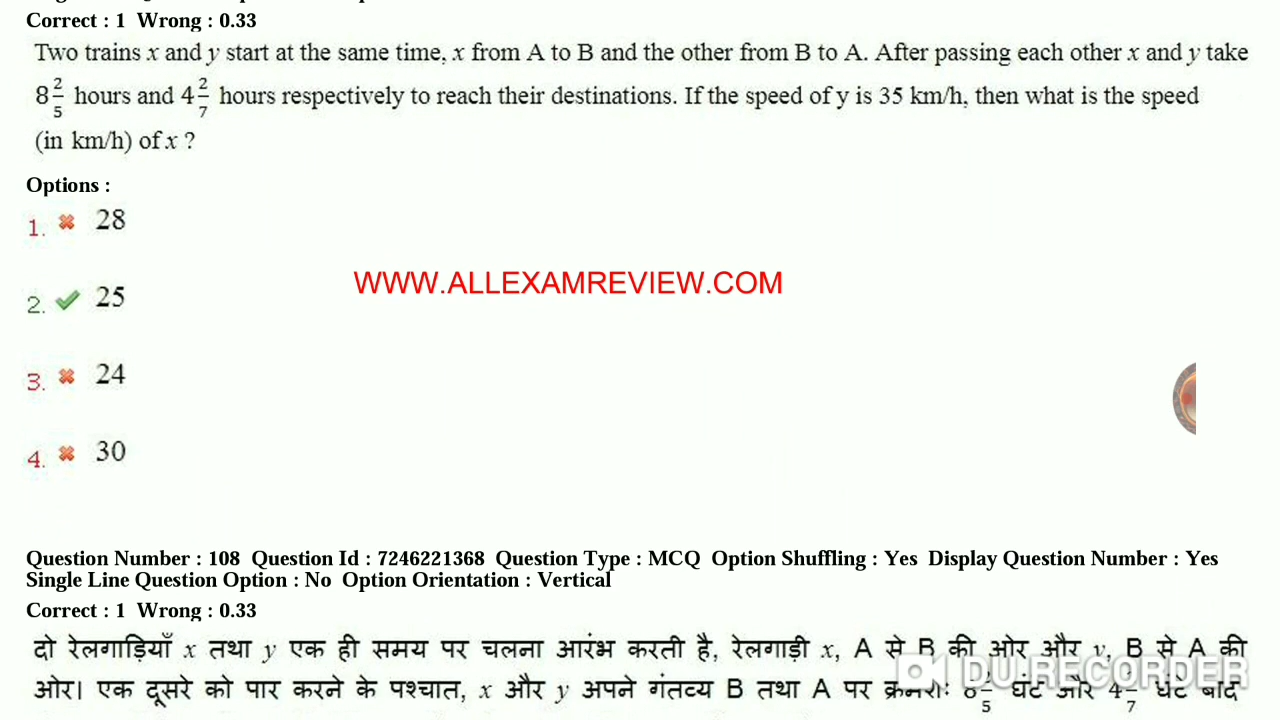 Correct : 1 Wrong : 0.33
Two trains x and y start at the same time, x from A to B and the other from B to A. After passing each other x and y take
8 2/5 hours and 4 2/7 hours respectively to reach their destinations. If the speed of y is 35 km/h, then what is the speed
(in km/h) of x ?
Options :
1. 28
WWW.ALLEXAMREVIEW.COM
2. 25
3. 24
4. 30
Question Number : 108 Question Id : 7246221368 Question Type : MCQ Option Shuffling : Yes Display Question Number : Yes
Single Line Question Option : No Option Orientation : Vertical
Correct : 1 Wrong : 0.33
दो रेलगाड़ियाँ x तथा y एक ही समय पर चलना आरंभ करती है, रेलगाड़ी x, A से B की ओर और y, B से A की
ओर। एक दूसरे को पार करने के पश्चात, x और y अपने गंतव्य B तथा A पर क्रमशः घंटे और घंटे बाद
DU RECORDER